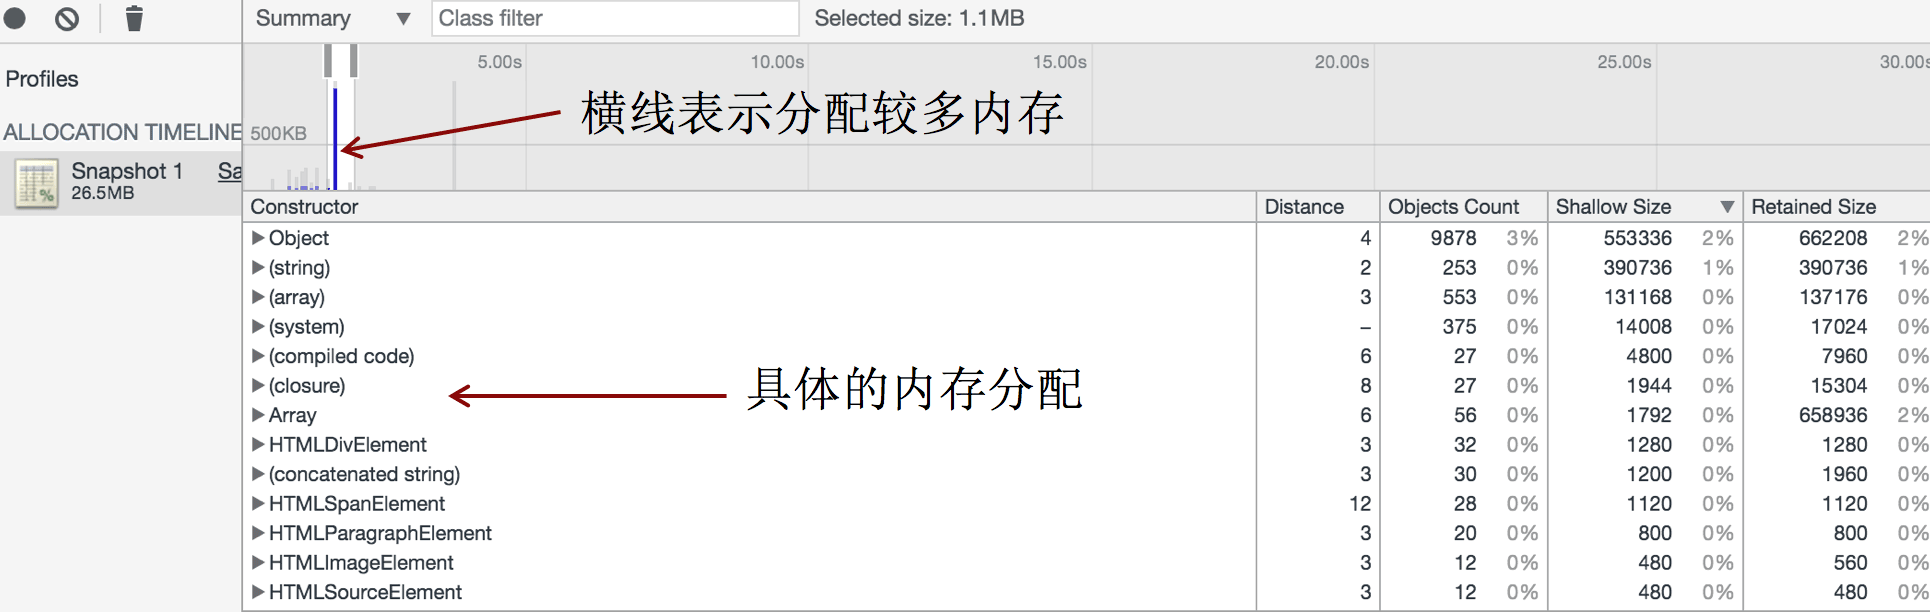 Summary ▼ Class filter Selected size: 1.1MB
Profiles
ALLOCATION TIMELINE
Snapshot 1 Sa
26.5MB
5.00s 10.00s 15.00s 20.00s 25.00s 30.00s
500KB
横线表示分配较多内存
Constructor Distance Objects Count Shallow Size ▼ Retained Size
Object 4 9878 3% 553336 2% 662208 2%
(string) 2 253 0% 390736 1% 390736 1%
(array) 3 553 0% 131168 0% 137176 0%
(system) – 375 0% 14008 0% 17024 0%
(compiled code) 6 27 0% 4800 0% 7960 0%
(closure) 8 27 0% 1944 0% 15304 0%
具体的内存分配
Array 6 56 0% 1792 0% 658936 2%
HTMLDivElement 3 32 0% 1280 0% 1280 0%
(concatenated string) 3 30 0% 1200 0% 1960 0%
HTMLSpanElement 12 28 0% 1120 0% 1120 0%
HTMLParagraphElement 3 20 0% 800 0% 800 0%
HTMLImageElement 3 12 0% 480 0% 560 0%
HTMLSourceElement 3 12 0% 480 0% 480 0%